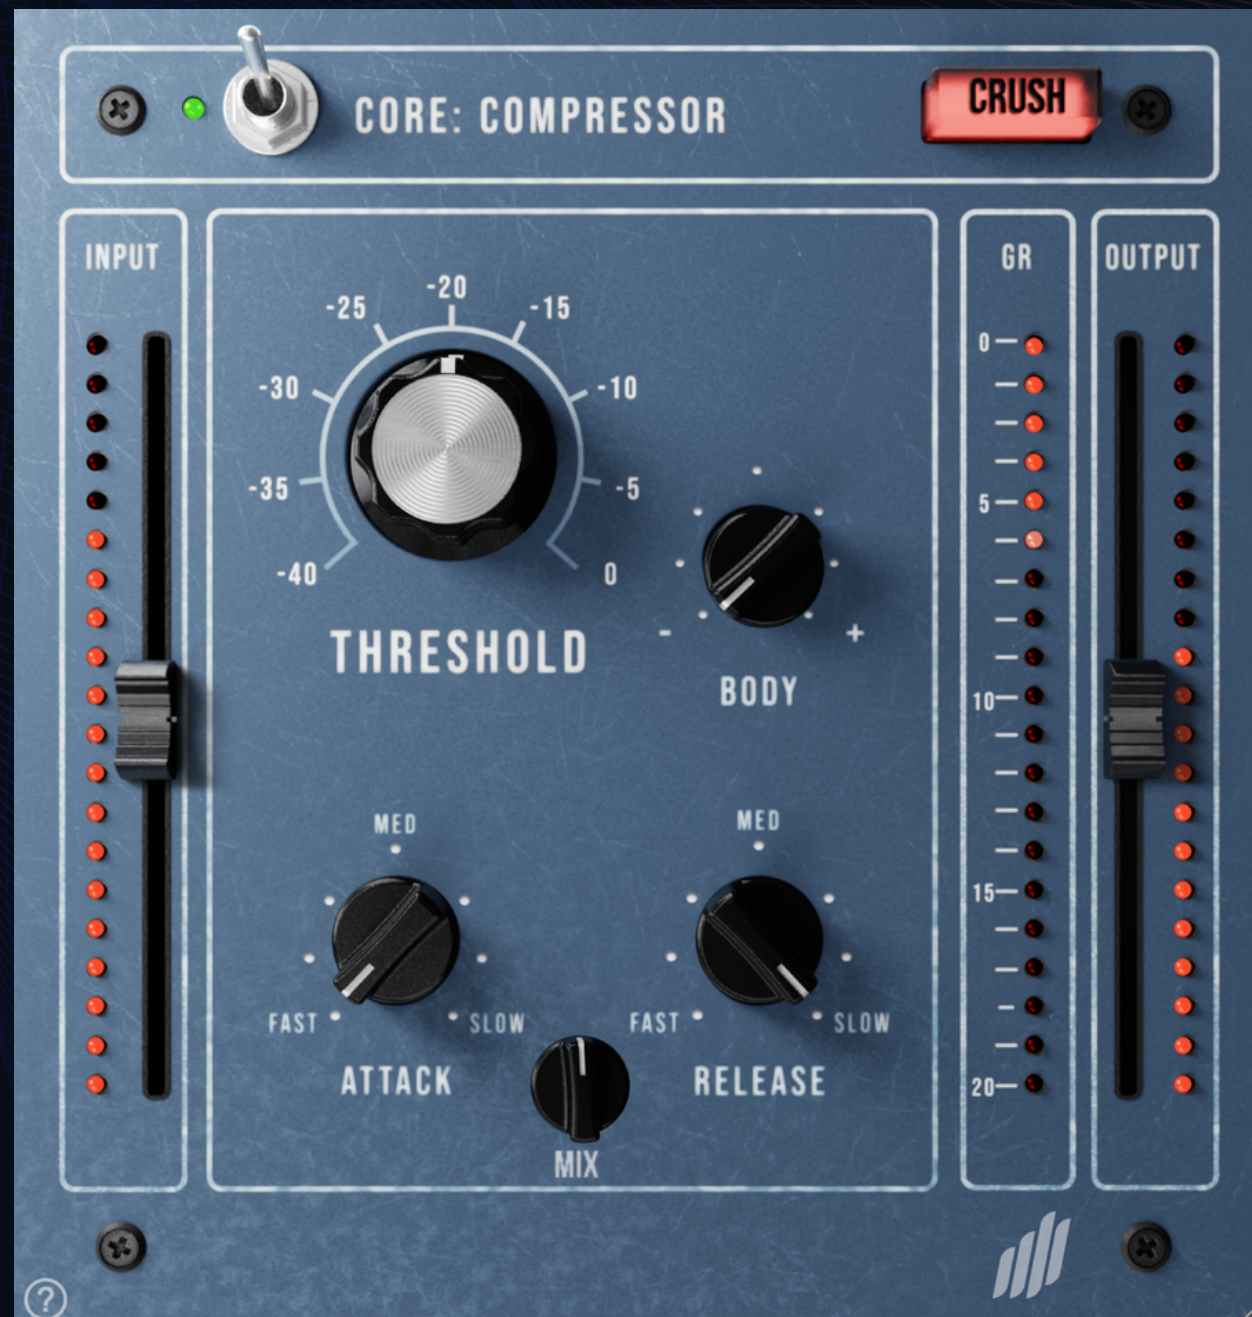 CORE: COMPRESSOR
CRUSH
INPUT
GR
OUTPUT
-20
-25
-15
-30
-10
-35
-5
-40
0
THRESHOLD
- +
BODY
MED
FAST
SLOW
ATTACK
MED
FAST
SLOW
RELEASE
MIX
0
5
10
15
20
?